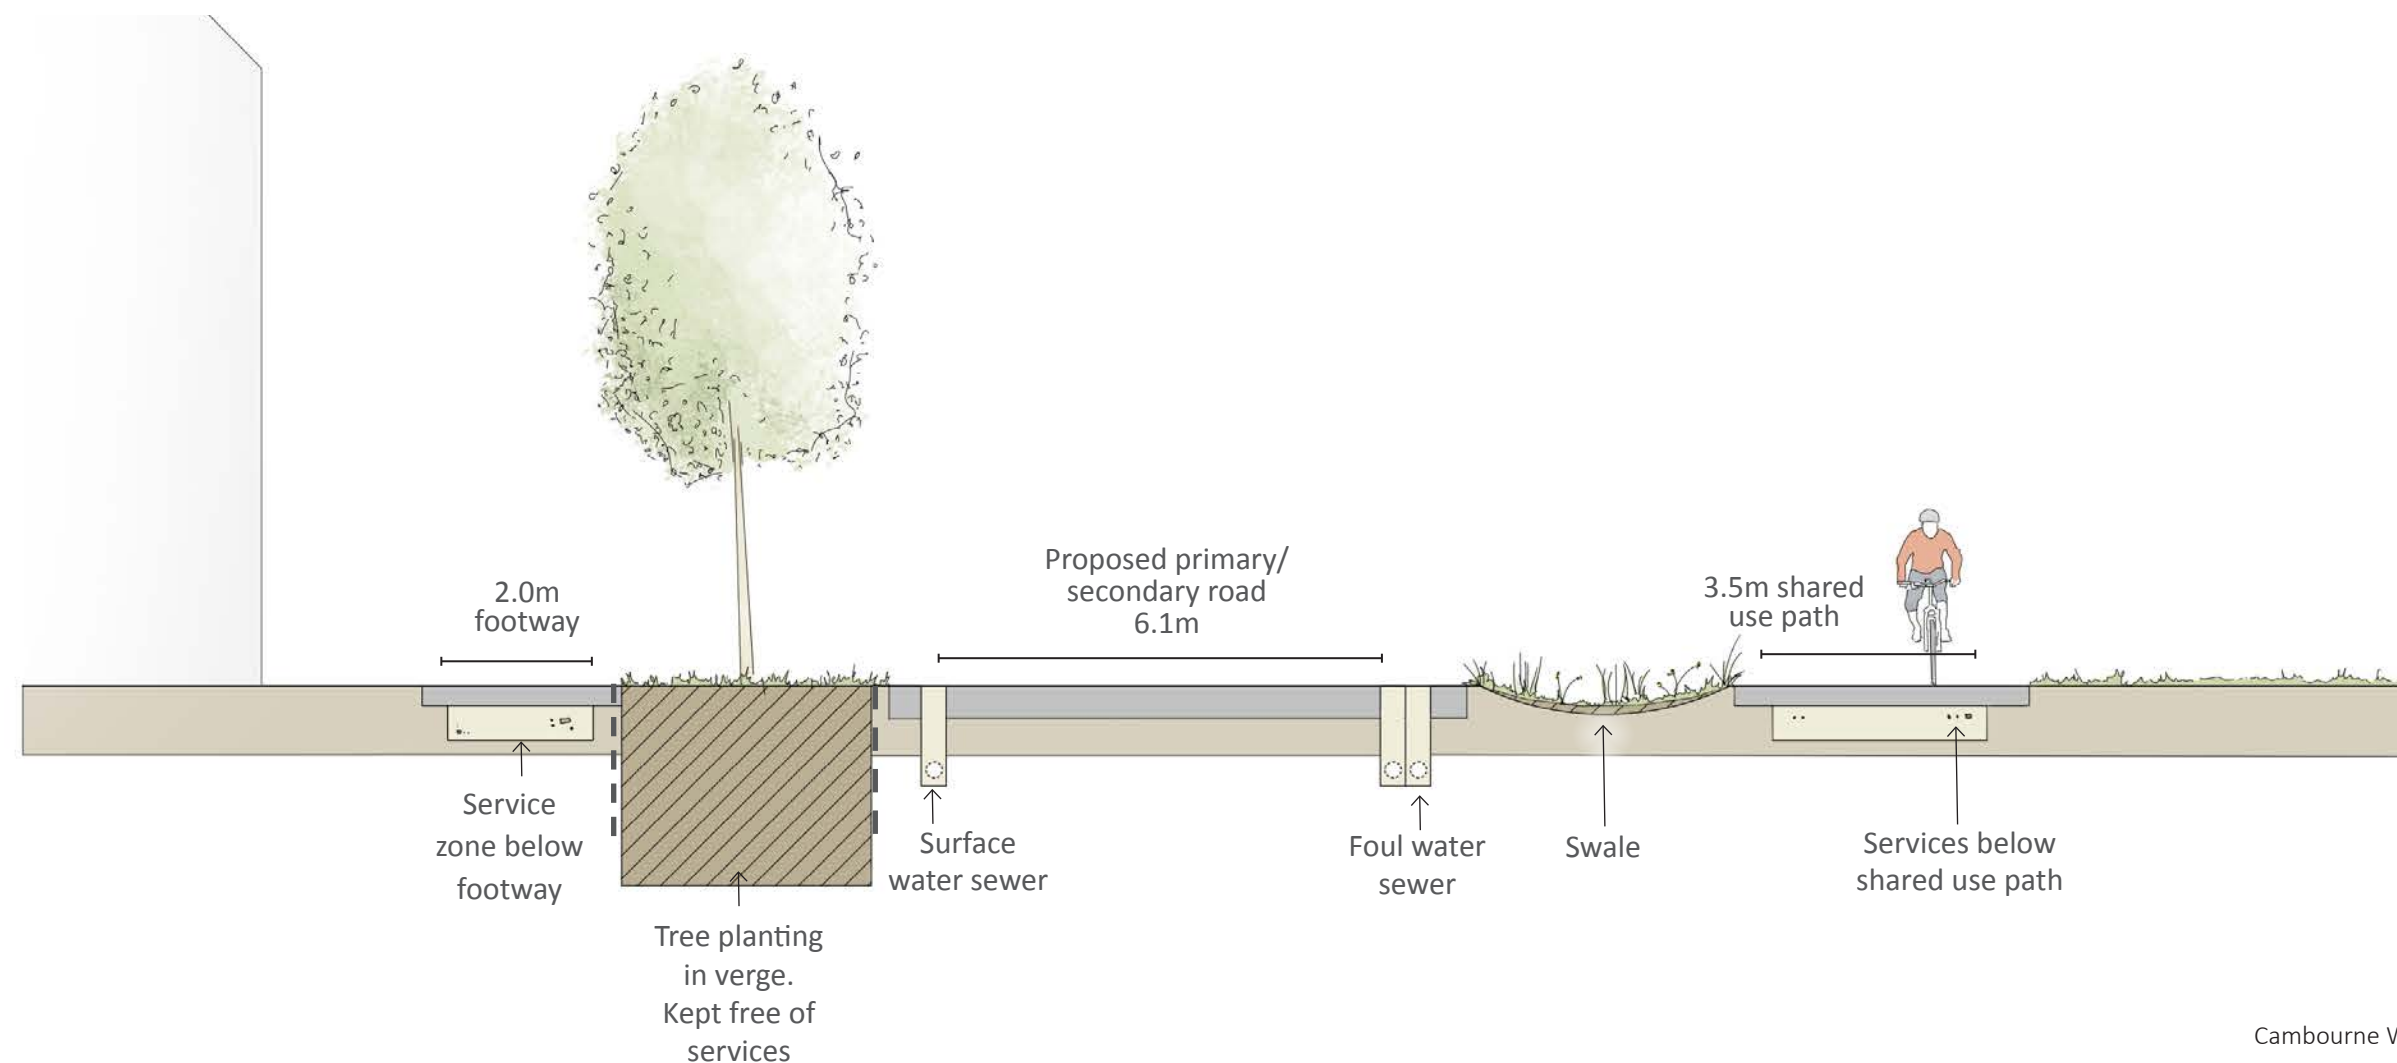 2.0m
footway
Proposed primary/
secondary road
6.1m
3.5m shared
use path
Service
zone below
footway
Tree planting
in verge.
Kept free of
services
Surface
water sewer
Foul water
sewer
Swale
Services below
shared use path
Cambourne